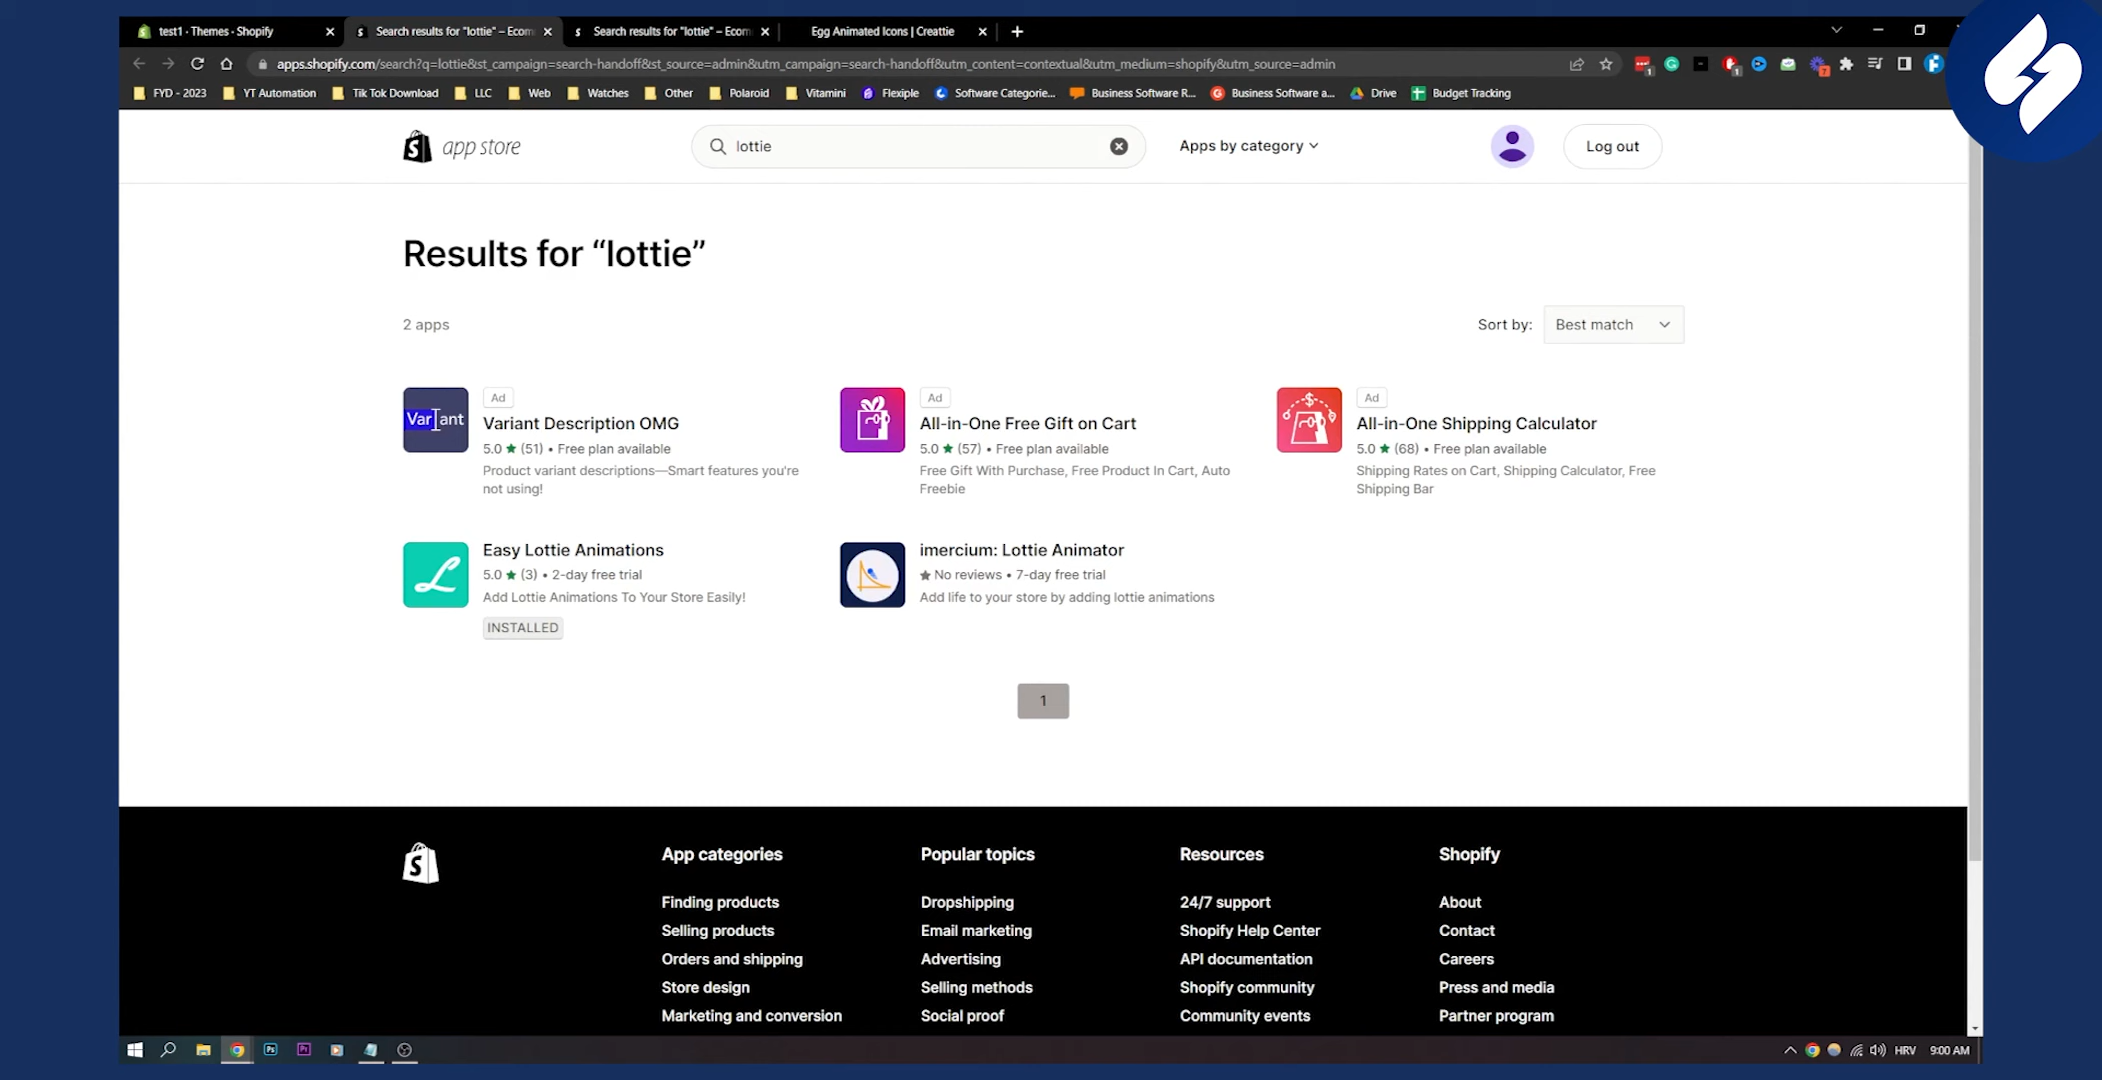 test1 · Themes · Shopify
Search results for "lottie" – Ecom
Search results for "lottie" – Ecom
Egg Animated Icons | Creattie
apps.shopify.com/search?q=lottie&st_campaign=search-handoff&st_source=admin&utm_campaign=search-handoff&utm_content=contextual&utm_medium=shopify&utm_source=admin
FYD - 2023
YT Automation
Tik Tok Download
LLC
Web
Watches
Other
Polaroid
Vitamini
Flexiple
Software Categorie...
Business Software R...
Business Software a...
Drive
Budget Tracking
app store
lottie
Apps by category
Log out
Results for “lottie”
2 apps
Sort by:
Best match
Variant
Ad
Variant Description OMG
5.0 ★ (51) • Free plan available
Product variant descriptions—Smart features you're
not using!
Ad
All-in-One Free Gift on Cart
5.0 ★ (57) • Free plan available
Free Gift With Purchase, Free Product In Cart, Auto
Freebie
Ad
All-in-One Shipping Calculator
5.0 ★ (68) • Free plan available
Shipping Rates on Cart, Shipping Calculator, Free
Shipping Bar
Easy Lottie Animations
5.0 ★ (3) • 2-day free trial
Add Lottie Animations To Your Store Easily!
INSTALLED
imercium: Lottie Animator
★ No reviews • 7-day free trial
Add life to your store by adding lottie animations
1
App categories
Finding products
Selling products
Orders and shipping
Store design
Marketing and conversion
Popular topics
Dropshipping
Email marketing
Advertising
Selling methods
Social proof
Resources
24/7 support
Shopify Help Center
API documentation
Shopify community
Community events
Shopify
About
Contact
Careers
Press and media
Partner program
HRV
9:00 AM